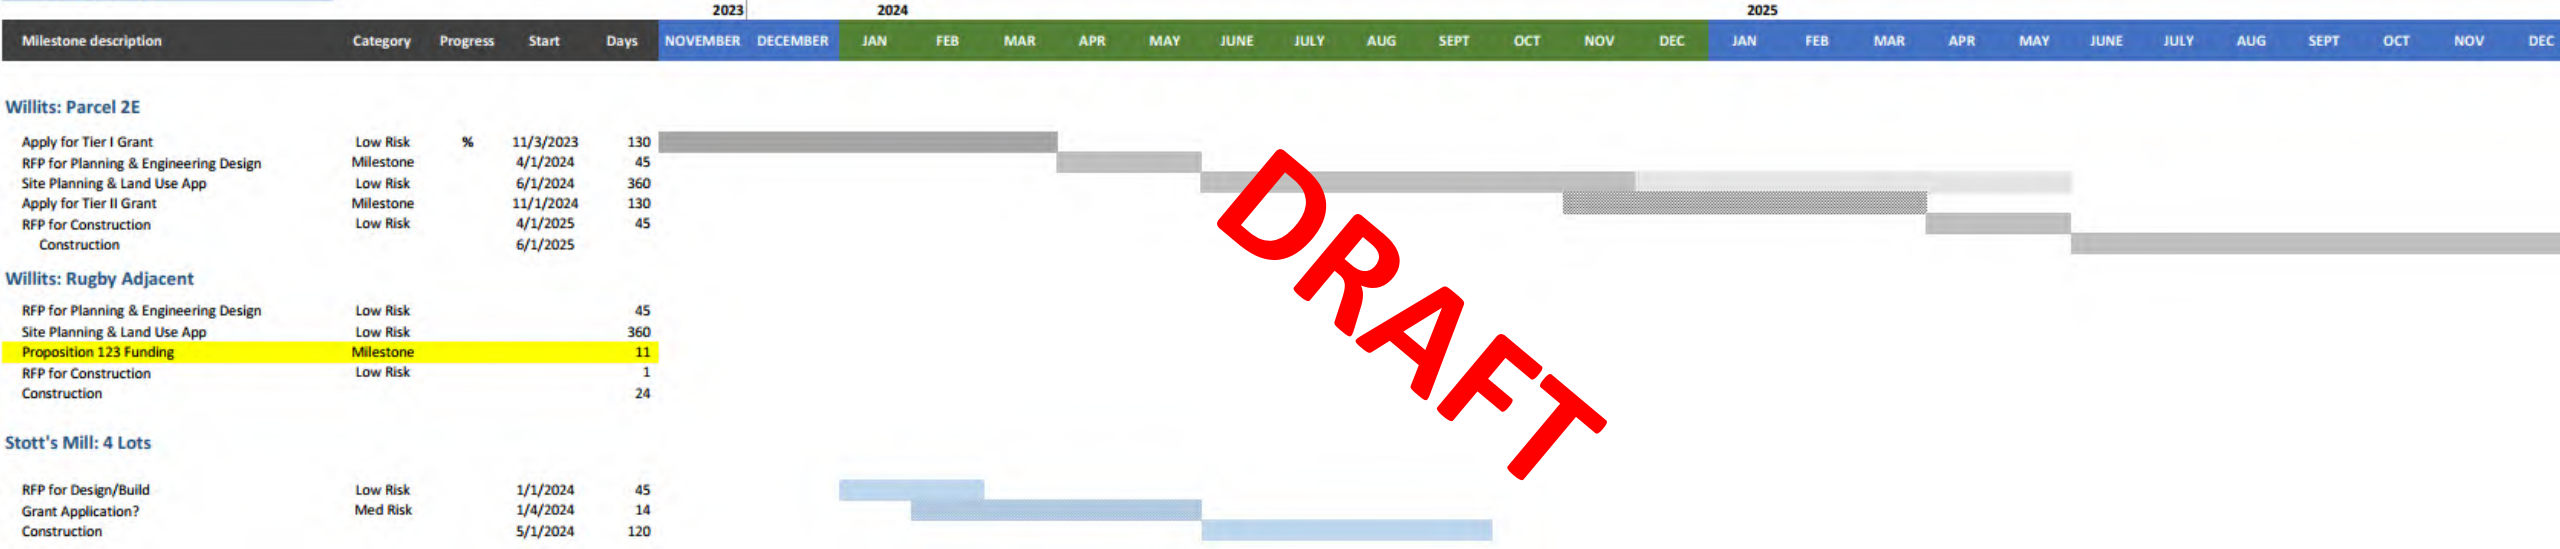 2023 2024 2025
Milestone description Category Progress Start Days NOVEMBER DECEMBER JAN FEB MAR APR MAY JUNE JULY AUG SEPT OCT NOV DEC JAN FEB MAR APR MAY JUNE JULY AUG SEPT OCT NOV DEC
Willits: Parcel 2E
Apply for Tier I Grant Low Risk % 11/3/2023 130
RFP for Planning & Engineering Design Milestone 4/1/2024 45
Site Planning & Land Use App Low Risk 6/1/2024 360
Apply for Tier II Grant Milestone 11/1/2024 130
RFP for Construction Low Risk 4/1/2025 45
Construction 6/1/2025
Willits: Rugby Adjacent
RFP for Planning & Engineering Design Low Risk 45
Site Planning & Land Use App Low Risk 360
Proposition 123 Funding Milestone 11
RFP for Construction Low Risk 1
Construction 24
Stott's Mill: 4 Lots
RFP for Design/Build Low Risk 1/1/2024 45
Grant Application? Med Risk 1/4/2024 14
Construction 5/1/2024 120
DRAFT